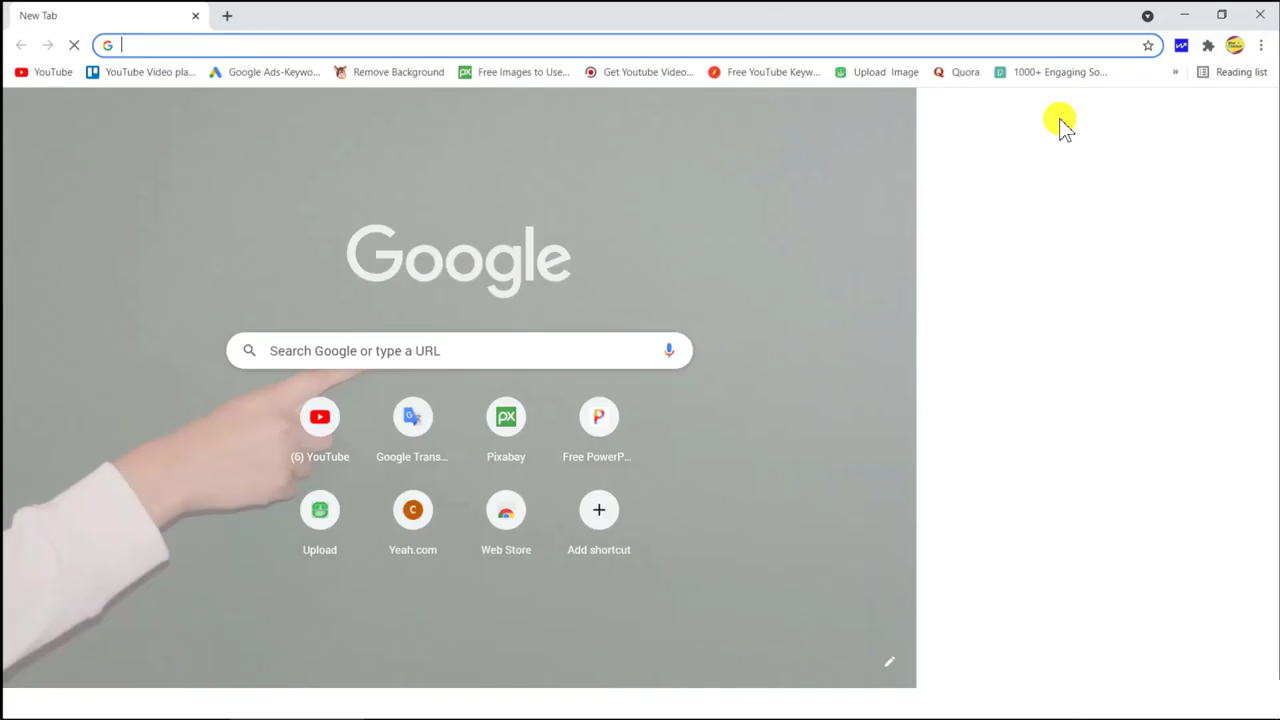 New Tab
YouTube YouTube Video pla... Google Ads-Keywo... Remove Background Free Images to Use... Get Youtube Video... Free YouTube Keyw... Upload Image Quora 1000+ Engaging So... » Reading list
Google
Search Google or type a URL
(6) YouTube Google Trans... Pixabay Free PowerP...
Upload Yeah.com Web Store Add shortcut